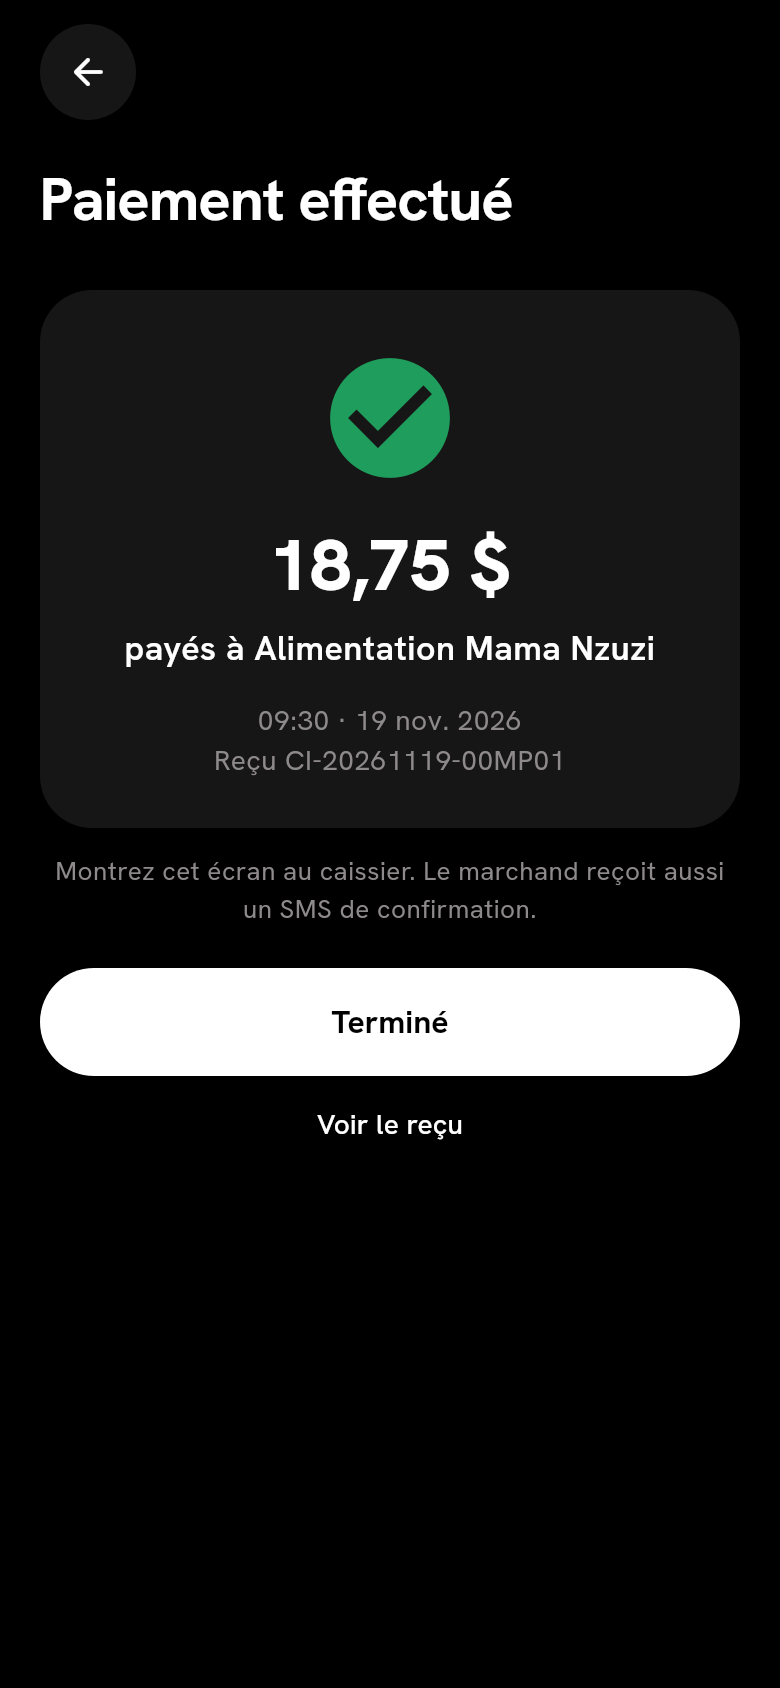 Paiement effectué
18,75 $
payés à Alimentation Mama Nzuzi
09:30 · 19 nov. 2026
Reçu CI-20261119-00MP01
Montrez cet écran au caissier. Le marchand reçoit aussi
un SMS de confirmation.
Terminé
Voir le reçu